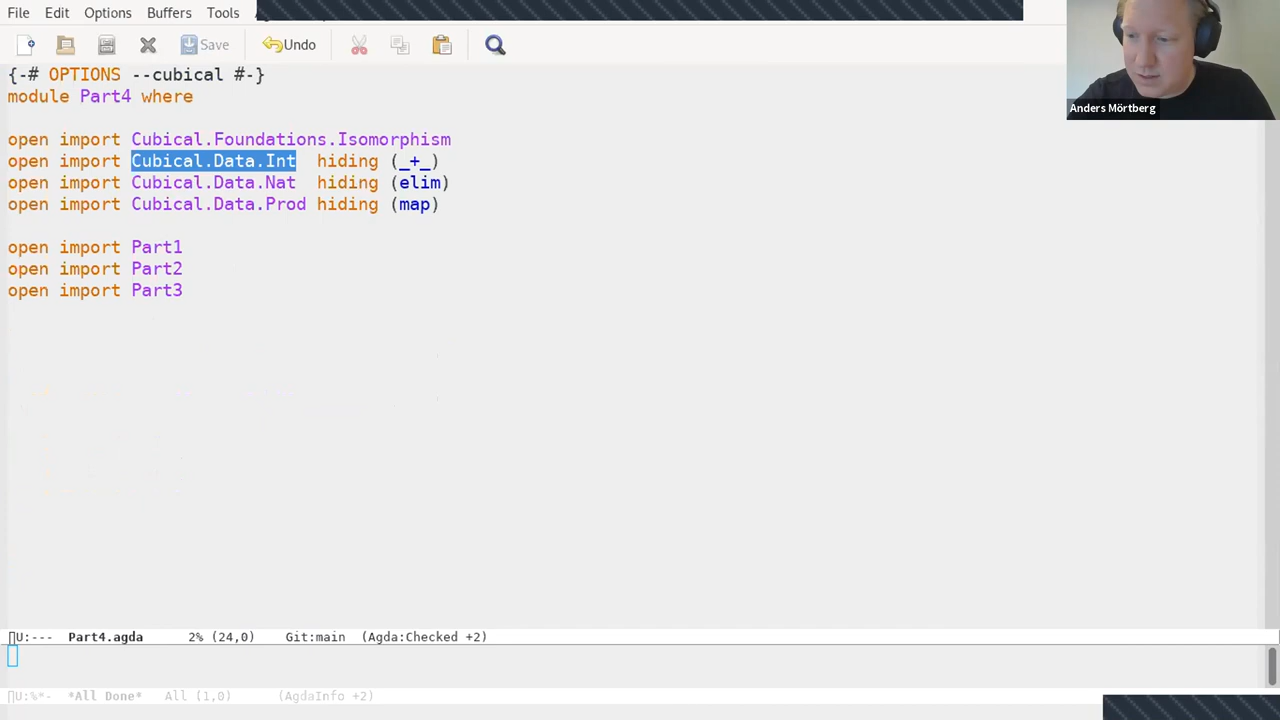 File Edit Options Buffers Tools
Save Undo
Anders Mörtberg
{-# OPTIONS --cubical #-}
module Part4 where
open import Cubical.Foundations.Isomorphism
open import Cubical.Data.Int hiding (_+_)
open import Cubical.Data.Nat hiding (elim)
open import Cubical.Data.Prod hiding (map)
open import Part1
open import Part2
open import Part3
U:--- Part4.agda 2% (24,0) Git:main (Agda:Checked +2)
U:%*- *All Done* All (1,0) (AgdaInfo +2)